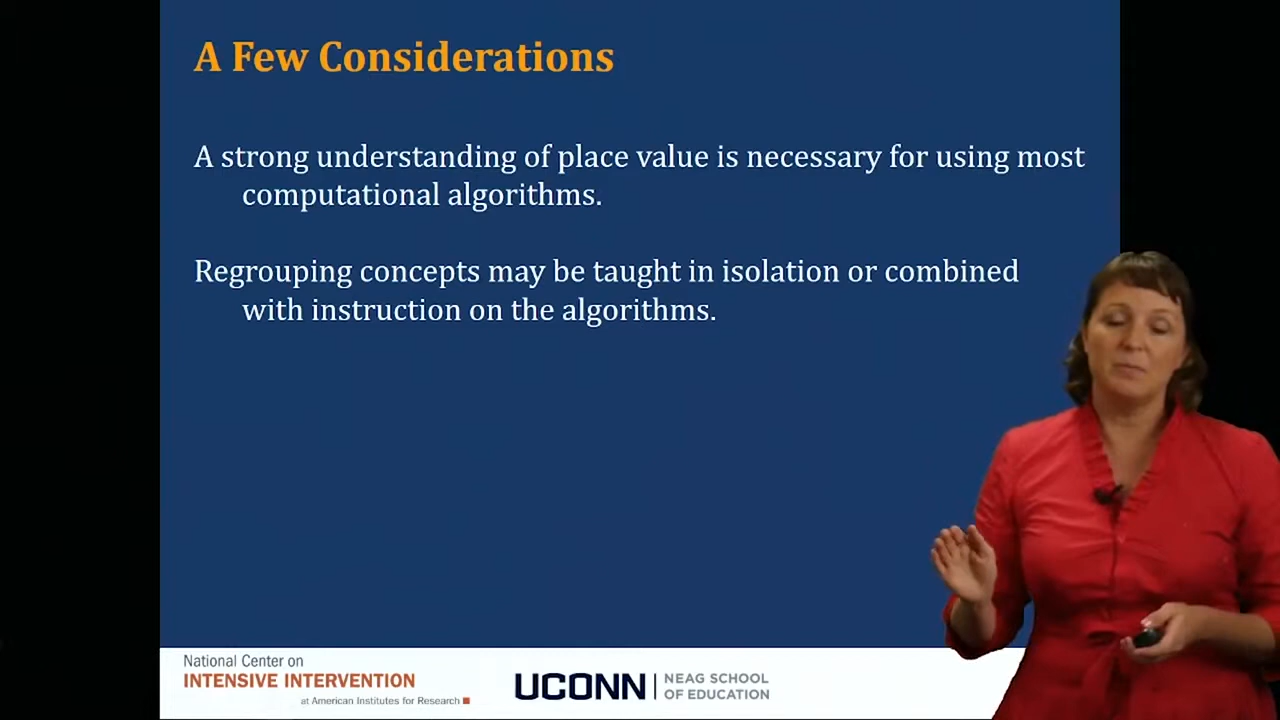 A Few Considerations
A strong understanding of place value is necessary for using most
computational algorithms.
Regrouping concepts may be taught in isolation or combined
with instruction on the algorithms.
National Center on
INTENSIVE INTERVENTION
at American Institutes for Research
UCONN
NEAG SCHOOL
OF EDUCATION